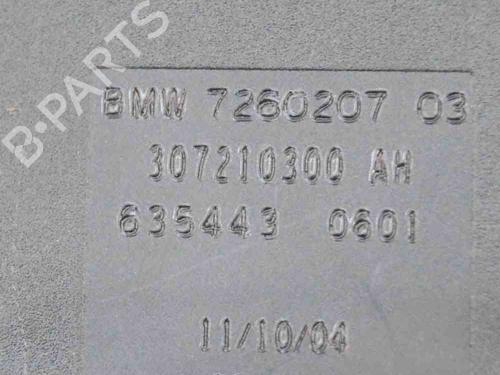 B-PARTS
BMW 7260207 03
307210300 AH
635443 0601
11/10/04